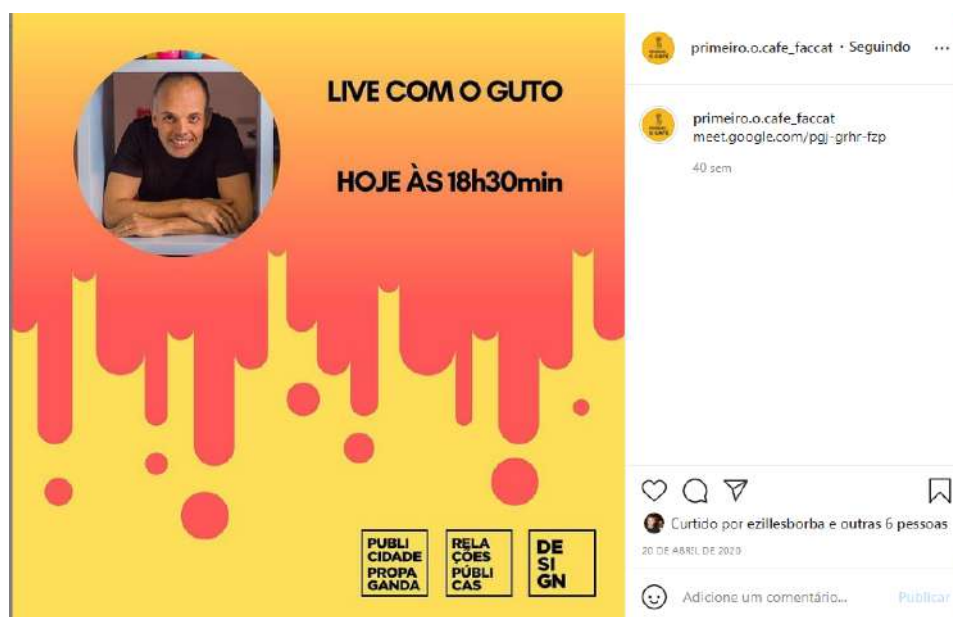 LIVE COM O GUTO
HOJE ÀS 18h30min
PUBLI
CIDADE
PROPA
GANDA
RELA
ÇÕES
PÚBLI
CAS
DE
SI
GN
primeiro.o.cafe_faccat • Seguindo ...
primeiro.o.cafe_faccat
meet.google.com/pgj-grhr-fzp
40 sem
Curtido por ezillesborba e outras 6 pessoas
20 DE ABRIL DE 2020
Adicione um comentário... Publicar